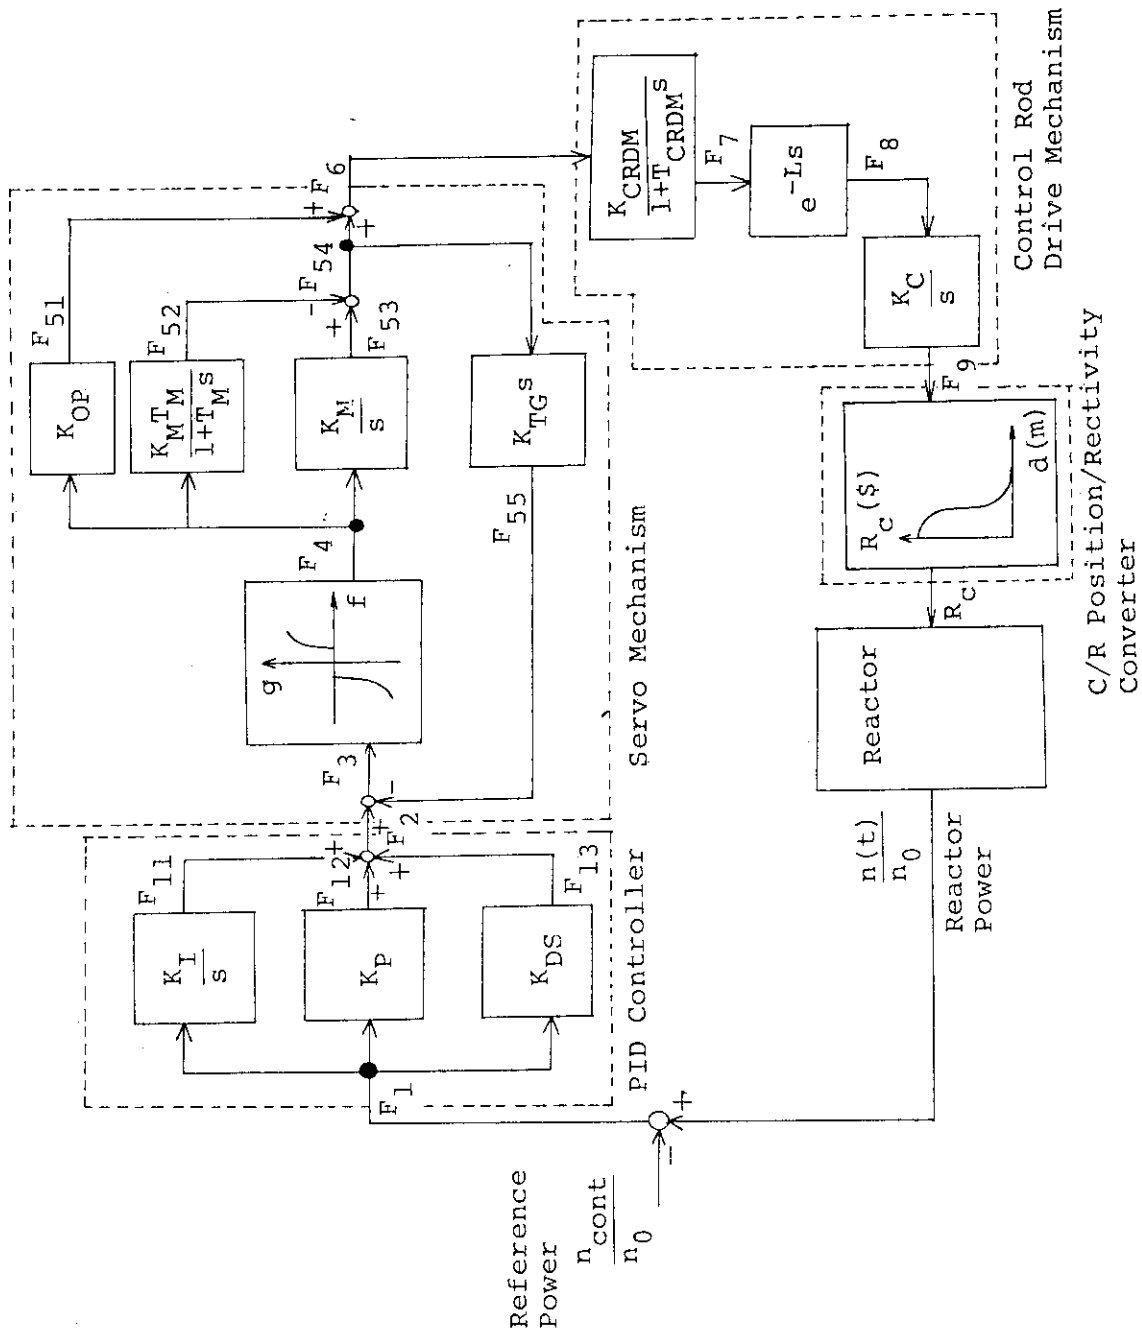 Reference
Power
n_cont
n_0
-
+
F_1
K_I
s
K_P
K_DS
F_11
F_12
F_13
+
+
+
F_2
PID Controller
+
-
F_3
g
f
F_4
K_OP
K_M T_M
1+T_M s
K_M
s
K_TG s
F_51
F_52
F_53
F_54
F_55
+
-
+
+
F_6
Servo Mechanism
K_CRDM
1+T_CRDM s
F_7
e^-Ls
F_8
K_C
s
F_9
Control Rod
Drive Mechanism
R_c ($)
d(m)
C/R Position/Rectivity
Converter
R_c
Reactor
n(t)
n_0
Reactor
Power